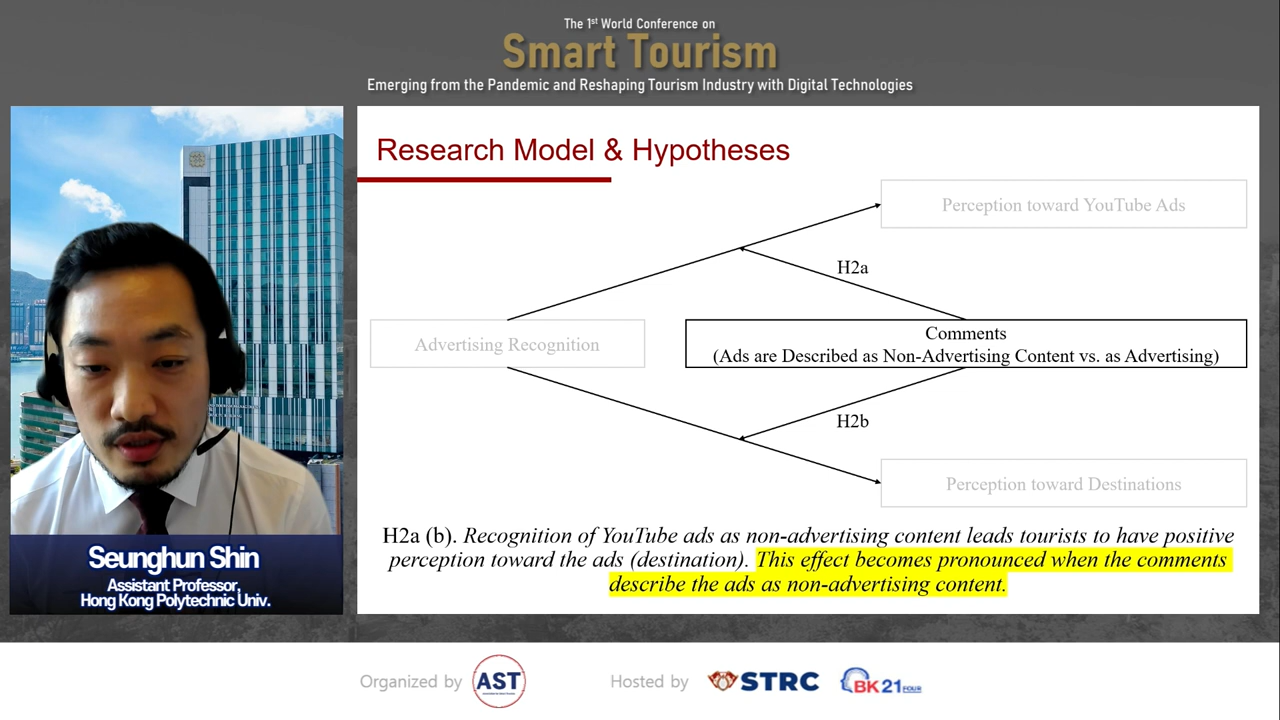 The 1st World Conference on
Smart Tourism
Emerging from the Pandemic and Reshaping Tourism Industry with Digital Technologies
Research Model & Hypotheses
Perception toward YouTube Ads
H2a
Advertising Recognition
Comments
(Ads are Described as Non-Advertising Content vs. as Advertising)
H2b
Perception toward Destinations
H2a (b). Recognition of YouTube ads as non-advertising content leads tourists to have positive
perception toward the ads (destination). This effect becomes pronounced when the comments
describe the ads as non-advertising content.
Seunghun Shin
Assistant Professor,
Hong Kong Polytechnic Univ.
Organized by AST
Hosted by STRC BK21 FOUR